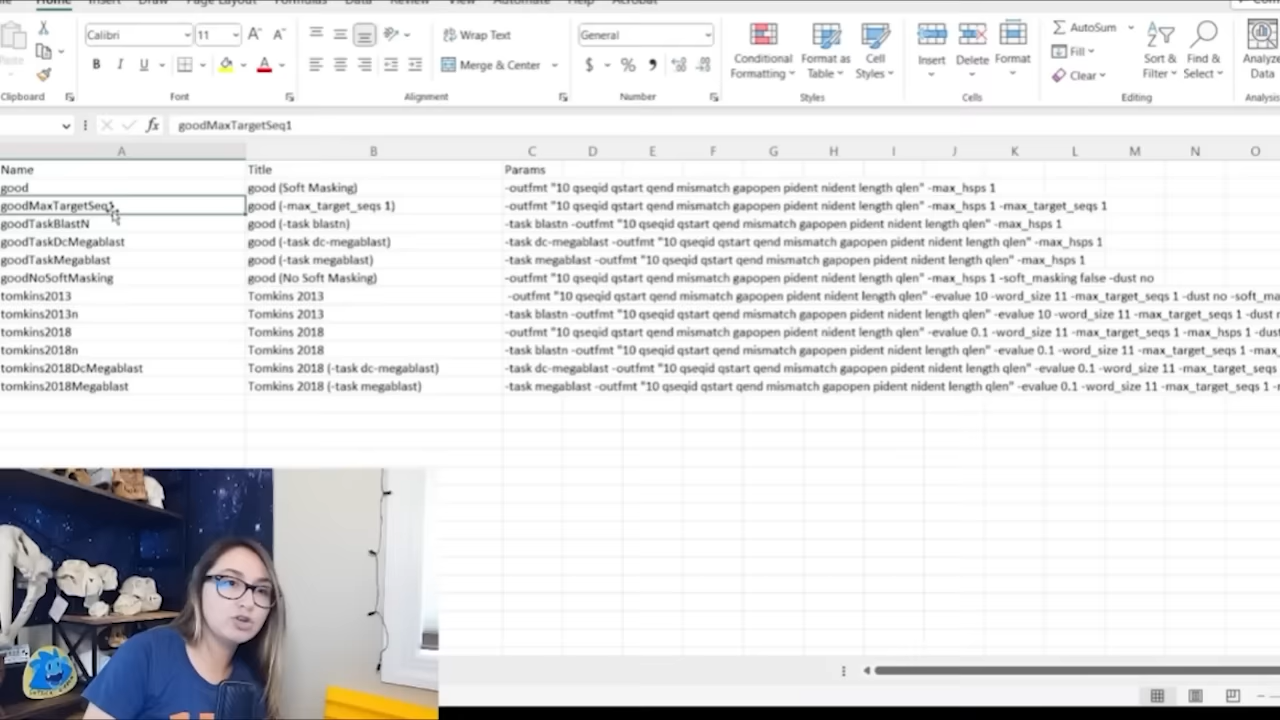 Home Insert Draw Page Layout Formulas Data Review View Automate Help Acrobat
Calibri 11 A A Wrap Text General AutoSum
Paste B I U A Merge & Center $ % Conditional Formatting Format as Table Cell Styles Insert Delete Format Fill Clear Sort & Filter Find & Select Analyze Data
Clipboard Font Alignment Number Styles Cells Editing Analysis
fx goodMaxTargetSeq1
A B C D E F G H I J K L M N O
Name Title Params
good good (Soft Masking) -outfmt "10 qseqid qstart qend mismatch gapopen pident nident length qlen" -max_hsps 1
goodMaxTargetSeq1 good (-max_target_seqs 1) -outfmt "10 qseqid qstart qend mismatch gapopen pident nident length qlen" -max_hsps 1 -max_target_seqs 1
goodTaskBlastN good (-task blastn) -task blastn -outfmt "10 qseqid qstart qend mismatch gapopen pident nident length qlen" -max_hsps 1
goodTaskDcMegablast good (-task dc-megablast) -task dc-megablast -outfmt "10 qseqid qstart qend mismatch gapopen pident nident length qlen" -max_hsps 1
goodTaskMegablast good (-task megablast) -task megablast -outfmt "10 qseqid qstart qend mismatch gapopen pident nident length qlen" -max_hsps 1
goodNoSoftMasking good (No Soft Masking) -outfmt "10 qseqid qstart qend mismatch gapopen pident nident length qlen" -max_hsps 1 -soft_masking false -dust no
tomkins2013 Tomkins 2013 -outfmt "10 qseqid qstart qend mismatch gapopen pident nident length qlen" -evalue 10 -word_size 11 -max_target_seqs 1 -dust no -soft_ma
tomkins2013n Tomkins 2013 -task blastn -outfmt "10 qseqid qstart qend mismatch gapopen pident nident length qlen" -evalue 10 -word_size 11 -max_target_seqs 1 -dust n
tomkins2018 Tomkins 2018 -outfmt "10 qseqid qstart qend mismatch gapopen pident nident length qlen" -evalue 0.1 -word_size 11 -max_target_seqs 1 -max_hsps 1 -dust
tomkins2018n Tomkins 2018 -task blastn -outfmt "10 qseqid qstart qend mismatch gapopen pident nident length qlen" -evalue 0.1 -word_size 11 -max_target_seqs 1 -max_
tomkins2018DcMegablast Tomkins 2018 (-task dc-megablast) -task dc-megablast -outfmt "10 qseqid qstart qend mismatch gapopen pident nident length qlen" -evalue 0.1 -word_size 11 -max_target_seqs
tomkins2018Megablast Tomkins 2018 (-task megablast) -task megablast -outfmt "10 qseqid qstart qend mismatch gapopen pident nident length qlen" -evalue 0.1 -word_size 11 -max_target_seqs 1